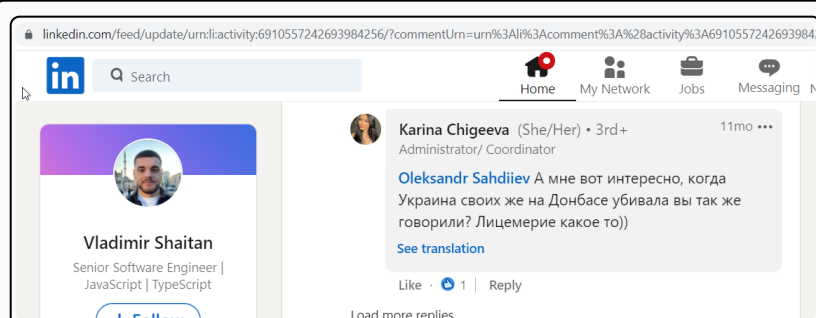 linkedin.com/feed/update/urn:li:activity:6910557242693984256/?commentUrn=urn%3Ali%3Acomment%3A%28activity%3A6910557242693984
in
Search
Home
My Network
Jobs
Messaging
Karina Chigeeva (She/Her) • 3rd+
11mo •••
Administrator/ Coordinator
Oleksandr Sahdiiev А мне вот интересно, когда
Украина своих же на Донбасе убивала вы так же
говорили? Лицемерие какое то))
See translation
Like · 1 | Reply
Load more replies
Vladimir Shaitan
Senior Software Engineer |
JavaScript | TypeScript